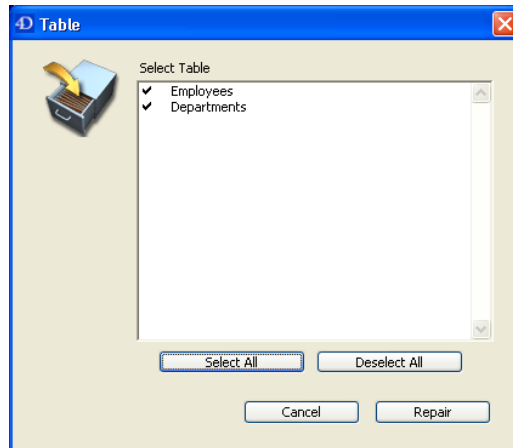 4D Table
Select Table
✔ Employees
✔ Departments
Select All Deselect All
Cancel Repair